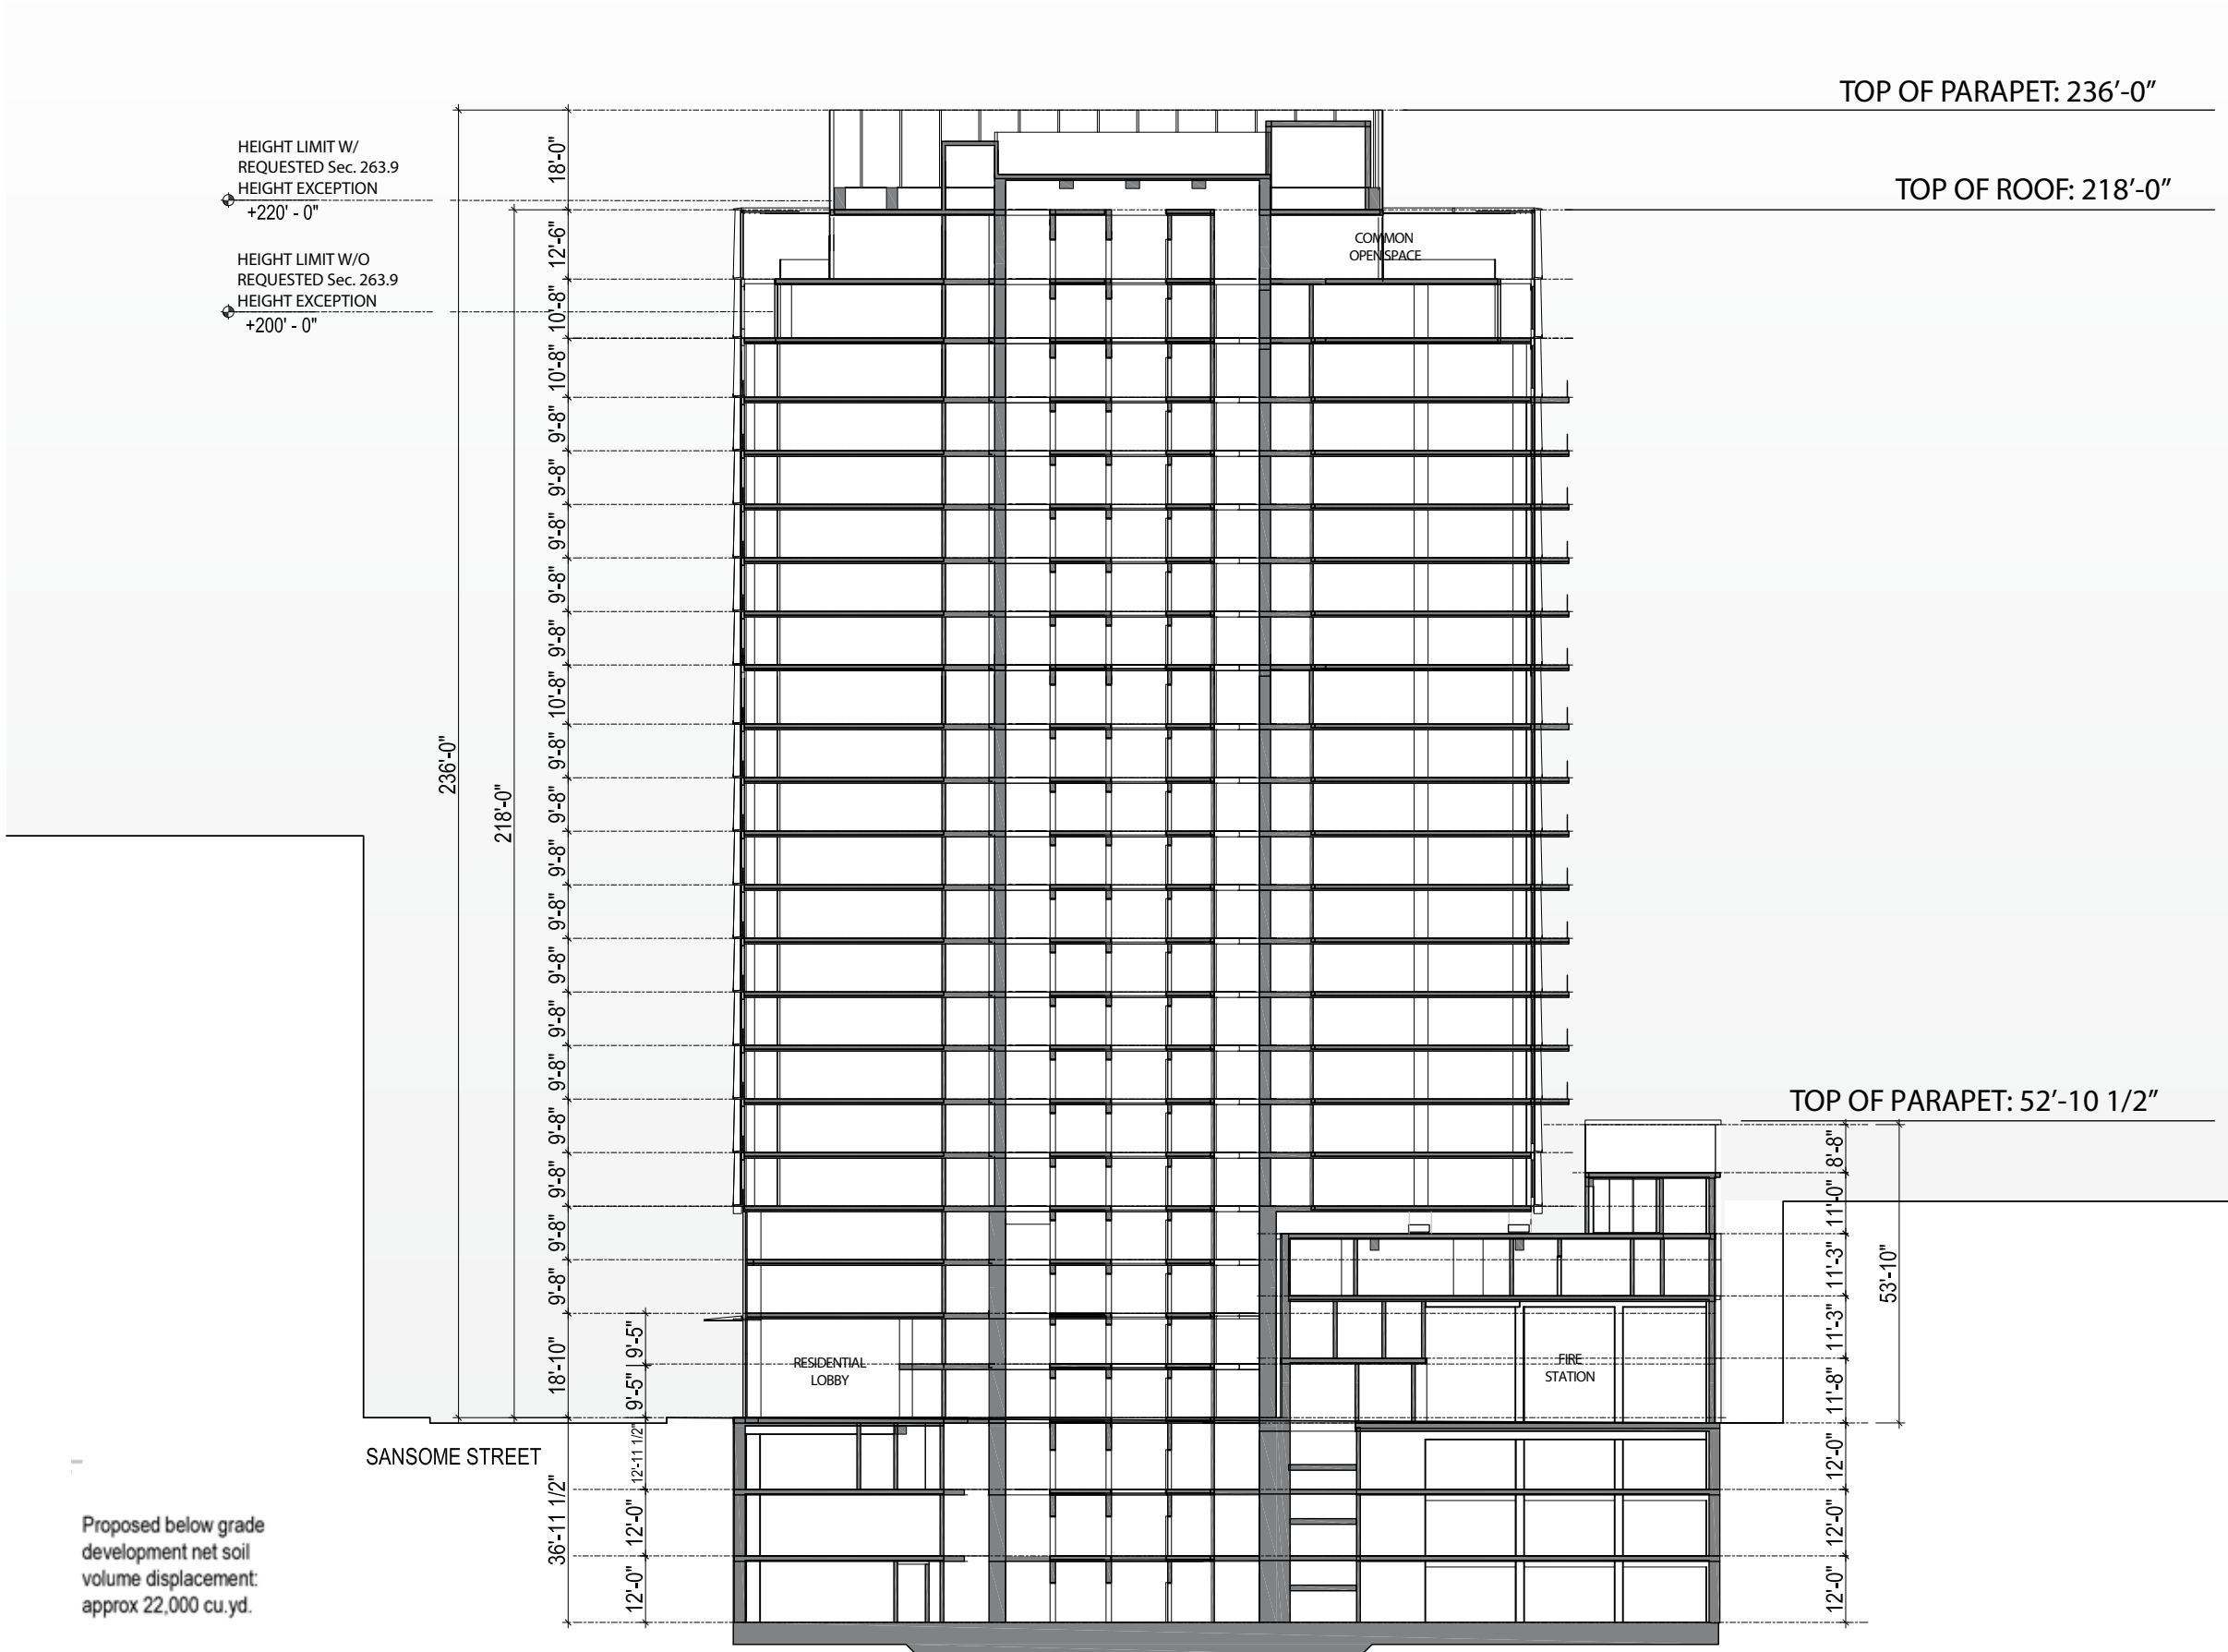 TOP OF PARAPET: 236’-0”
HEIGHT LIMIT W/
REQUESTED Sec. 263.9
HEIGHT EXCEPTION
+220' - 0"
TOP OF ROOF: 218’-0”
HEIGHT LIMIT W/O
REQUESTED Sec. 263.9
HEIGHT EXCEPTION
+200' - 0"
COMMON
OPEN SPACE
236'-0"
218'-0"
18'-0"
12'-6"
10'-8"
10'-8"
9'-8"
9'-8"
9'-8"
9'-8"
9'-8"
10'-8"
9'-8"
9'-8"
9'-8"
9'-8"
9'-8"
9'-8"
9'-8"
9'-8"
9'-8"
9'-8"
9'-8"
18'-10"
36'-11 1/2"
9'-5"
9'-5"
12'-11 1/2"
12'-0"
12'-0"
RESIDENTIAL
LOBBY
FIRE
STATION
TOP OF PARAPET: 52’-10 1/2”
8'-8"
11'-0"
11'-3"
11'-3"
11'-8"
12'-0"
12'-0"
12'-0"
53'-10"
SANSOME STREET
Proposed below grade
development net soil
volume displacement:
approx 22,000 cu.yd.